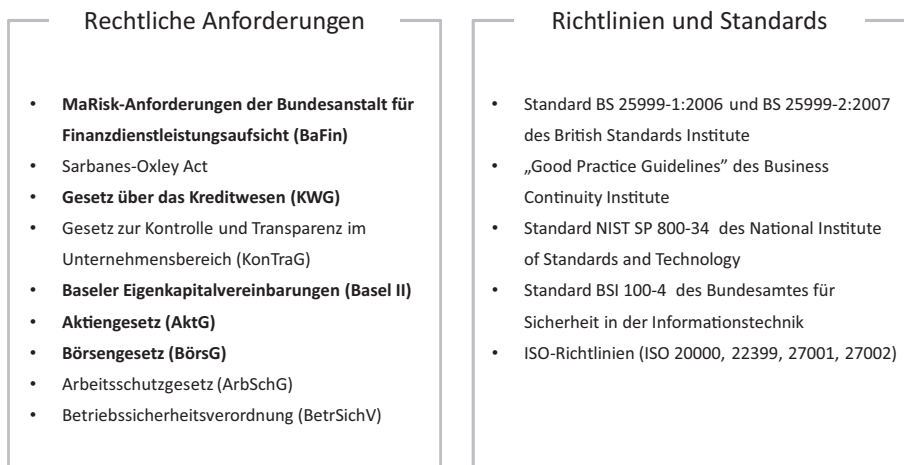 Rechtliche Anforderungen
• MaRisk-Anforderungen der Bundesanstalt für
Finanzdienstleistungsaufsicht (BaFin)
• Sarbanes-Oxley Act
• Gesetz über das Kreditwesen (KWG)
• Gesetz zur Kontrolle und Transparenz im
Unternehmensbereich (KonTraG)
• Baseler Eigenkapitalvereinbarungen (Basel II)
• Aktiengesetz (AktG)
• Börsengesetz (BörsG)
• Arbeitsschutzgesetz (ArbSchG)
• Betriebssicherheitsverordnung (BetrSichV)
Richtlinien und Standards
• Standard BS 25999-1:2006 und BS 25999-2:2007
des British Standards Institute
• „Good Practice Guidelines” des Business
Continuity Institute
• Standard NIST SP 800-34 des National Institute
of Standards and Technology
• Standard BSI 100-4 des Bundesamtes für
Sicherheit in der Informationstechnik
• ISO-Richtlinien (ISO 20000, 22399, 27001, 27002)